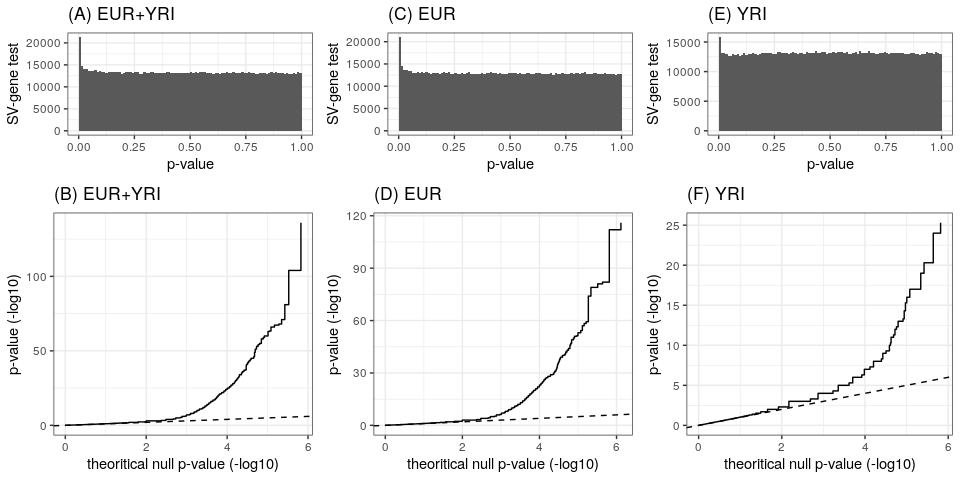 (A) EUR+YRI
SV-gene test
20000
15000
10000
5000
0
0.00 0.25 0.50 0.75 1.00
p-value
(C) EUR
SV-gene test
20000
15000
10000
5000
0
0.00 0.25 0.50 0.75 1.00
p-value
(E) YRI
SV-gene test
15000
10000
5000
0
0.00 0.25 0.50 0.75 1.00
p-value
(B) EUR+YRI
p-value (-log10)
100
50
0
0 2 4 6
theoritical null p-value (-log10)
(D) EUR
p-value (-log10)
120
90
60
30
0
0 2 4 6
theoritical null p-value (-log10)
(F) YRI
p-value (-log10)
25
20
15
10
5
0
0 2 4 6
theoritical null p-value (-log10)